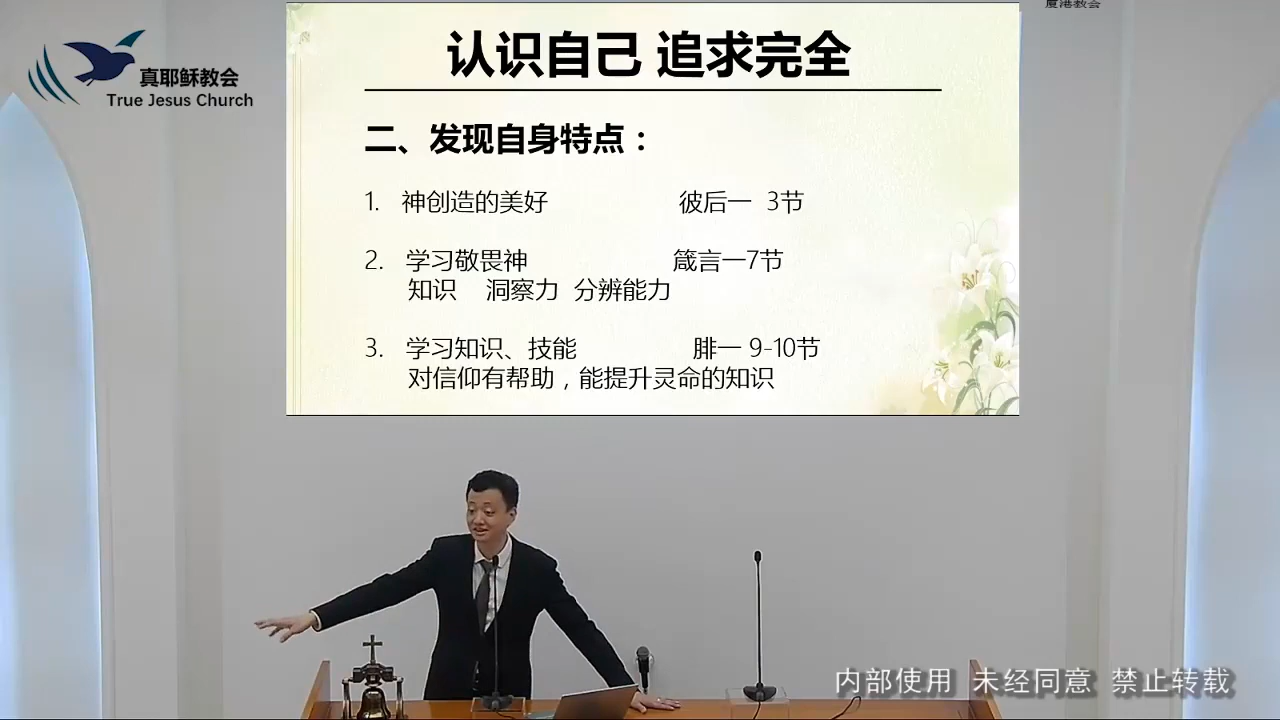 厦港教会
真耶稣教会
True Jesus Church
认识自己 追求完全
二、发现自身特点：
1. 神创造的美好 彼后一 3节
2. 学习敬畏神 箴言一7节
知识 洞察力 分辨能力
3. 学习知识、技能 腓一 9-10节
对信仰有帮助，能提升灵命的知识
内部使用 未经同意 禁止转载